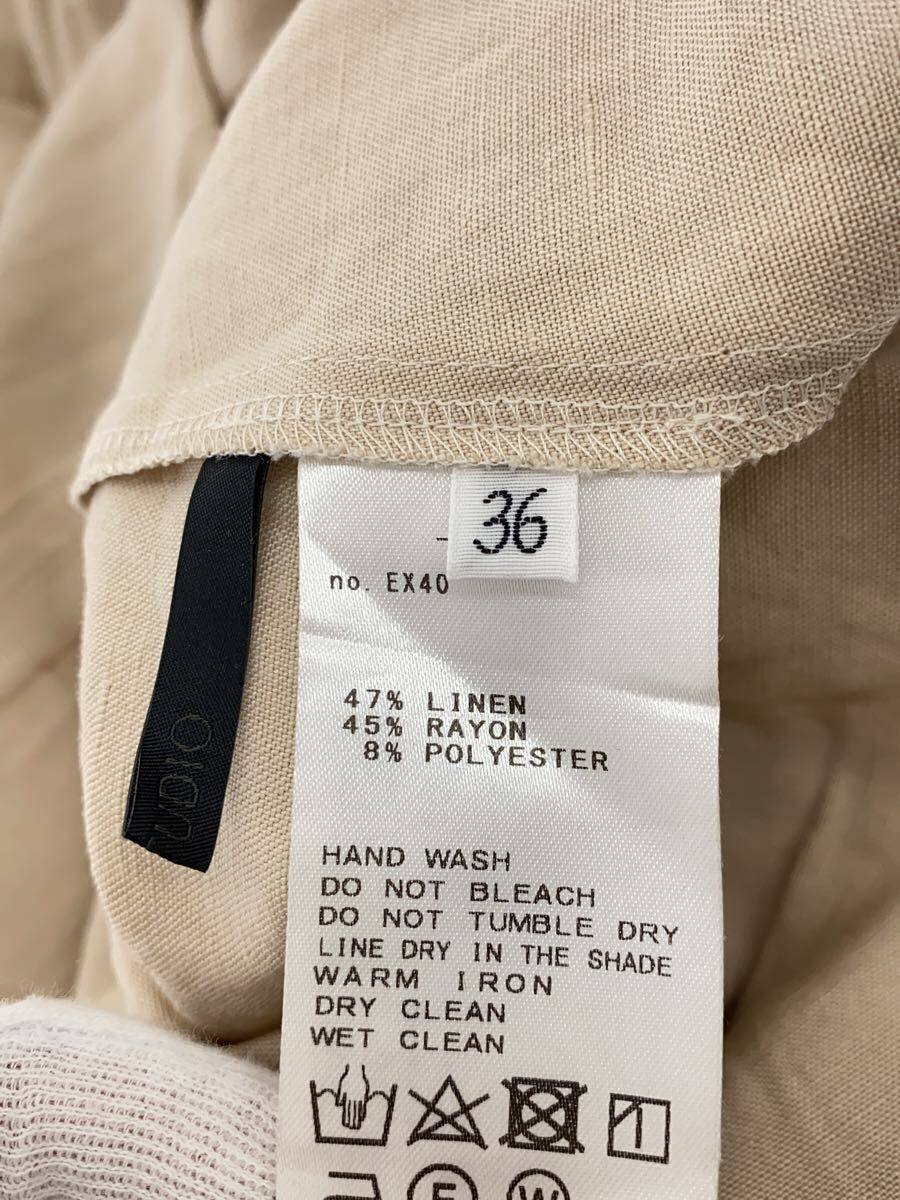 36
no. EX40
47% LINEN
45% RAYON
8% POLYESTER
HAND WASH
DO NOT BLEACH
DO NOT TUMBLE DRY
LINE DRY IN THE SHADE
WARM IRON
DRY CLEAN
WET CLEAN
F W
TUDIO